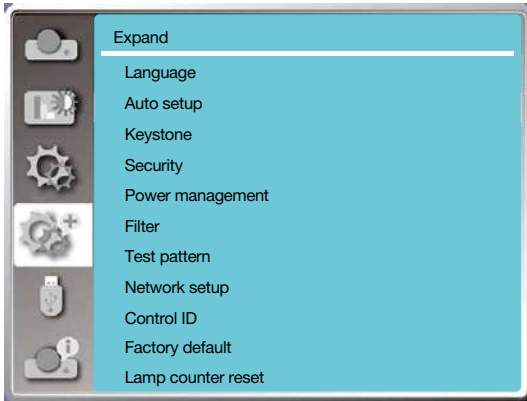 Expand
Language
Auto setup
Keystone
Security
Power management
Filter
Test pattern
Network setup
Control ID
Factory default
Lamp counter reset